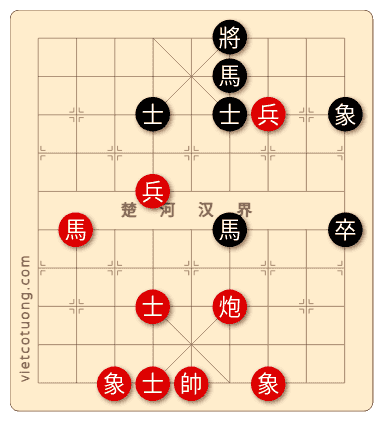 將
馬
士 士 兵 象
兵
楚 河 汉 界
馬 馬 卒
士 炮
象 士 帥 象
vietcotuong.com